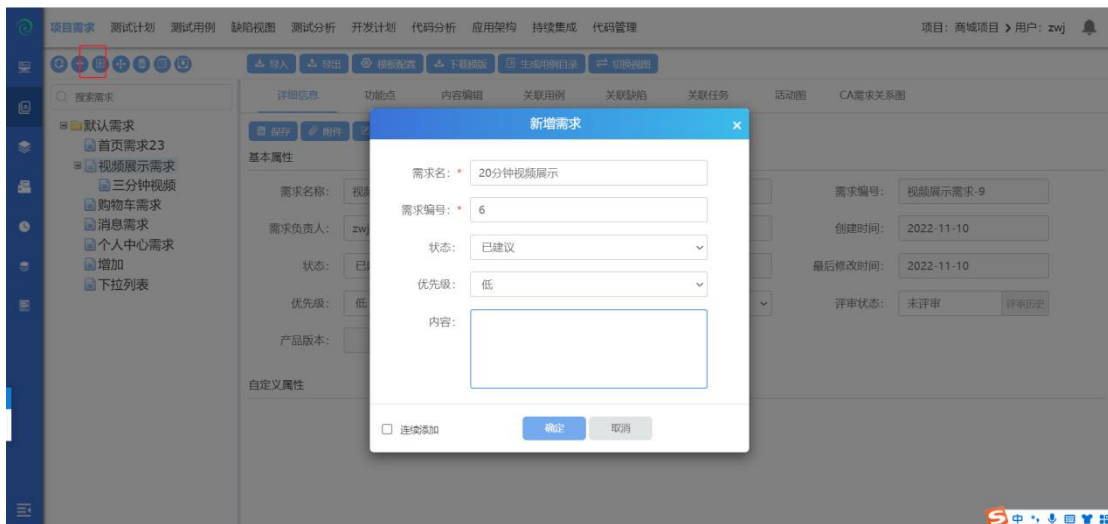 项目需求 测试计划 测试用例 缺陷视图 测试分析 开发计划 代码分析 应用架构 持续集成 代码管理 项目: 商城项目 用户: zwj
导入 导出 模板配置 下载模版 生成用例目录 切换视图
搜索需求
详细信息 功能点 内容编辑 关联用例 关联缺陷 关联任务 活动图 CA需求关系图
默认需求
首页需求23
视频展示需求
三分钟视频
购物车需求
消息需求
个人中心需求
增加
下拉列表
保存 附件
基本属性
需求名称: 需求编号: 视频展示需求-9
需求负责人: zwj 创建时间: 2022-11-10
状态: 最后修改时间: 2022-11-10
优先级: 低 评审状态: 未评审 评审历史
产品版本:
自定义属性
新增需求 ×
需求名: * 20分钟视频展示
需求编号: * 6
状态: 已建议
优先级: 低
内容:
连续添加 确定 取消
中